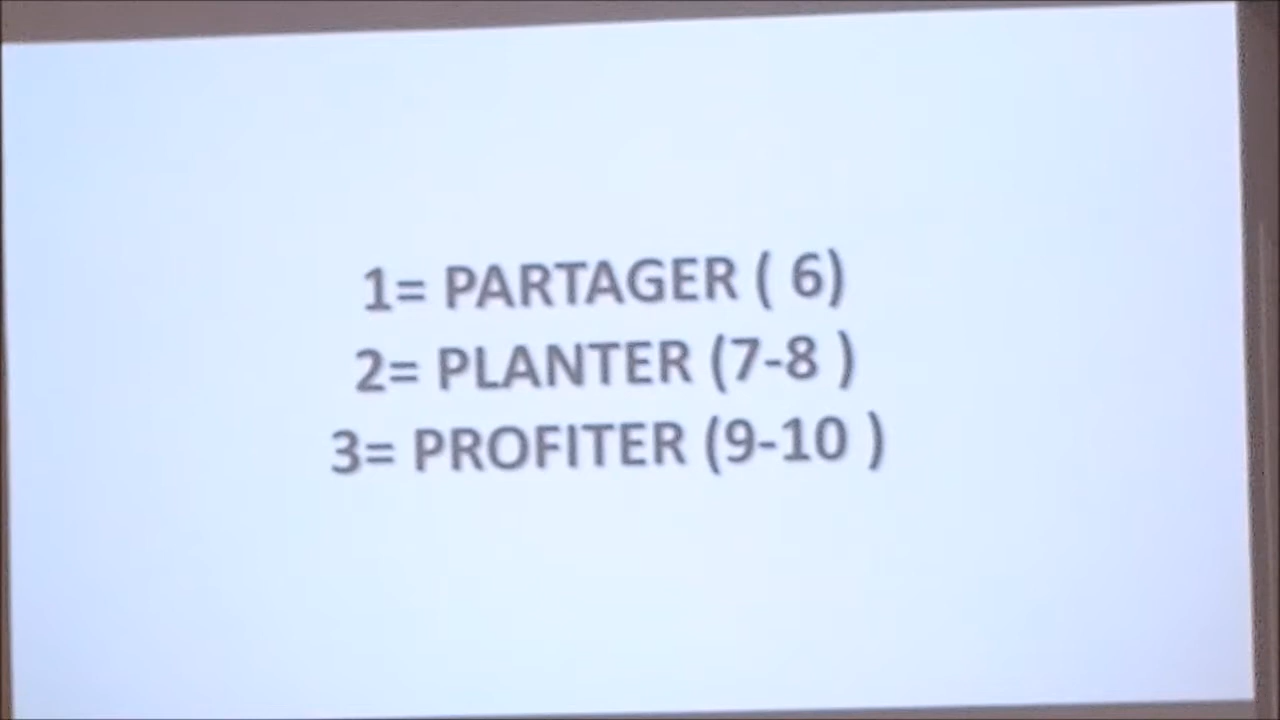 1= PARTAGER ( 6)
2= PLANTER (7-8 )
3= PROFITER (9-10 )